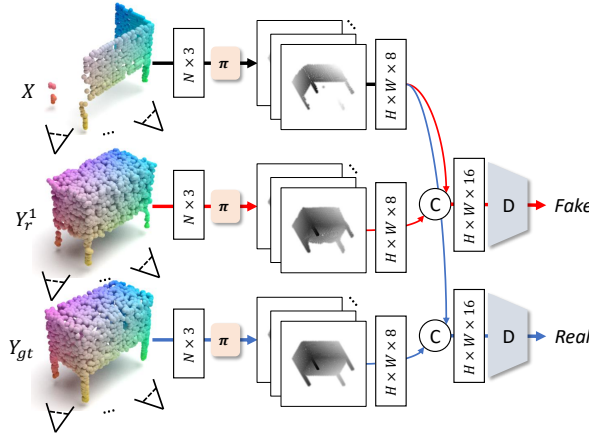 X
N × 3
π
H × W × 8
...
Y_r^1
N × 3
π
H × W × 8
C
H × W × 16
D
Fake
...
Y_gt
N × 3
π
H × W × 8
C
H × W × 16
D
Real
...